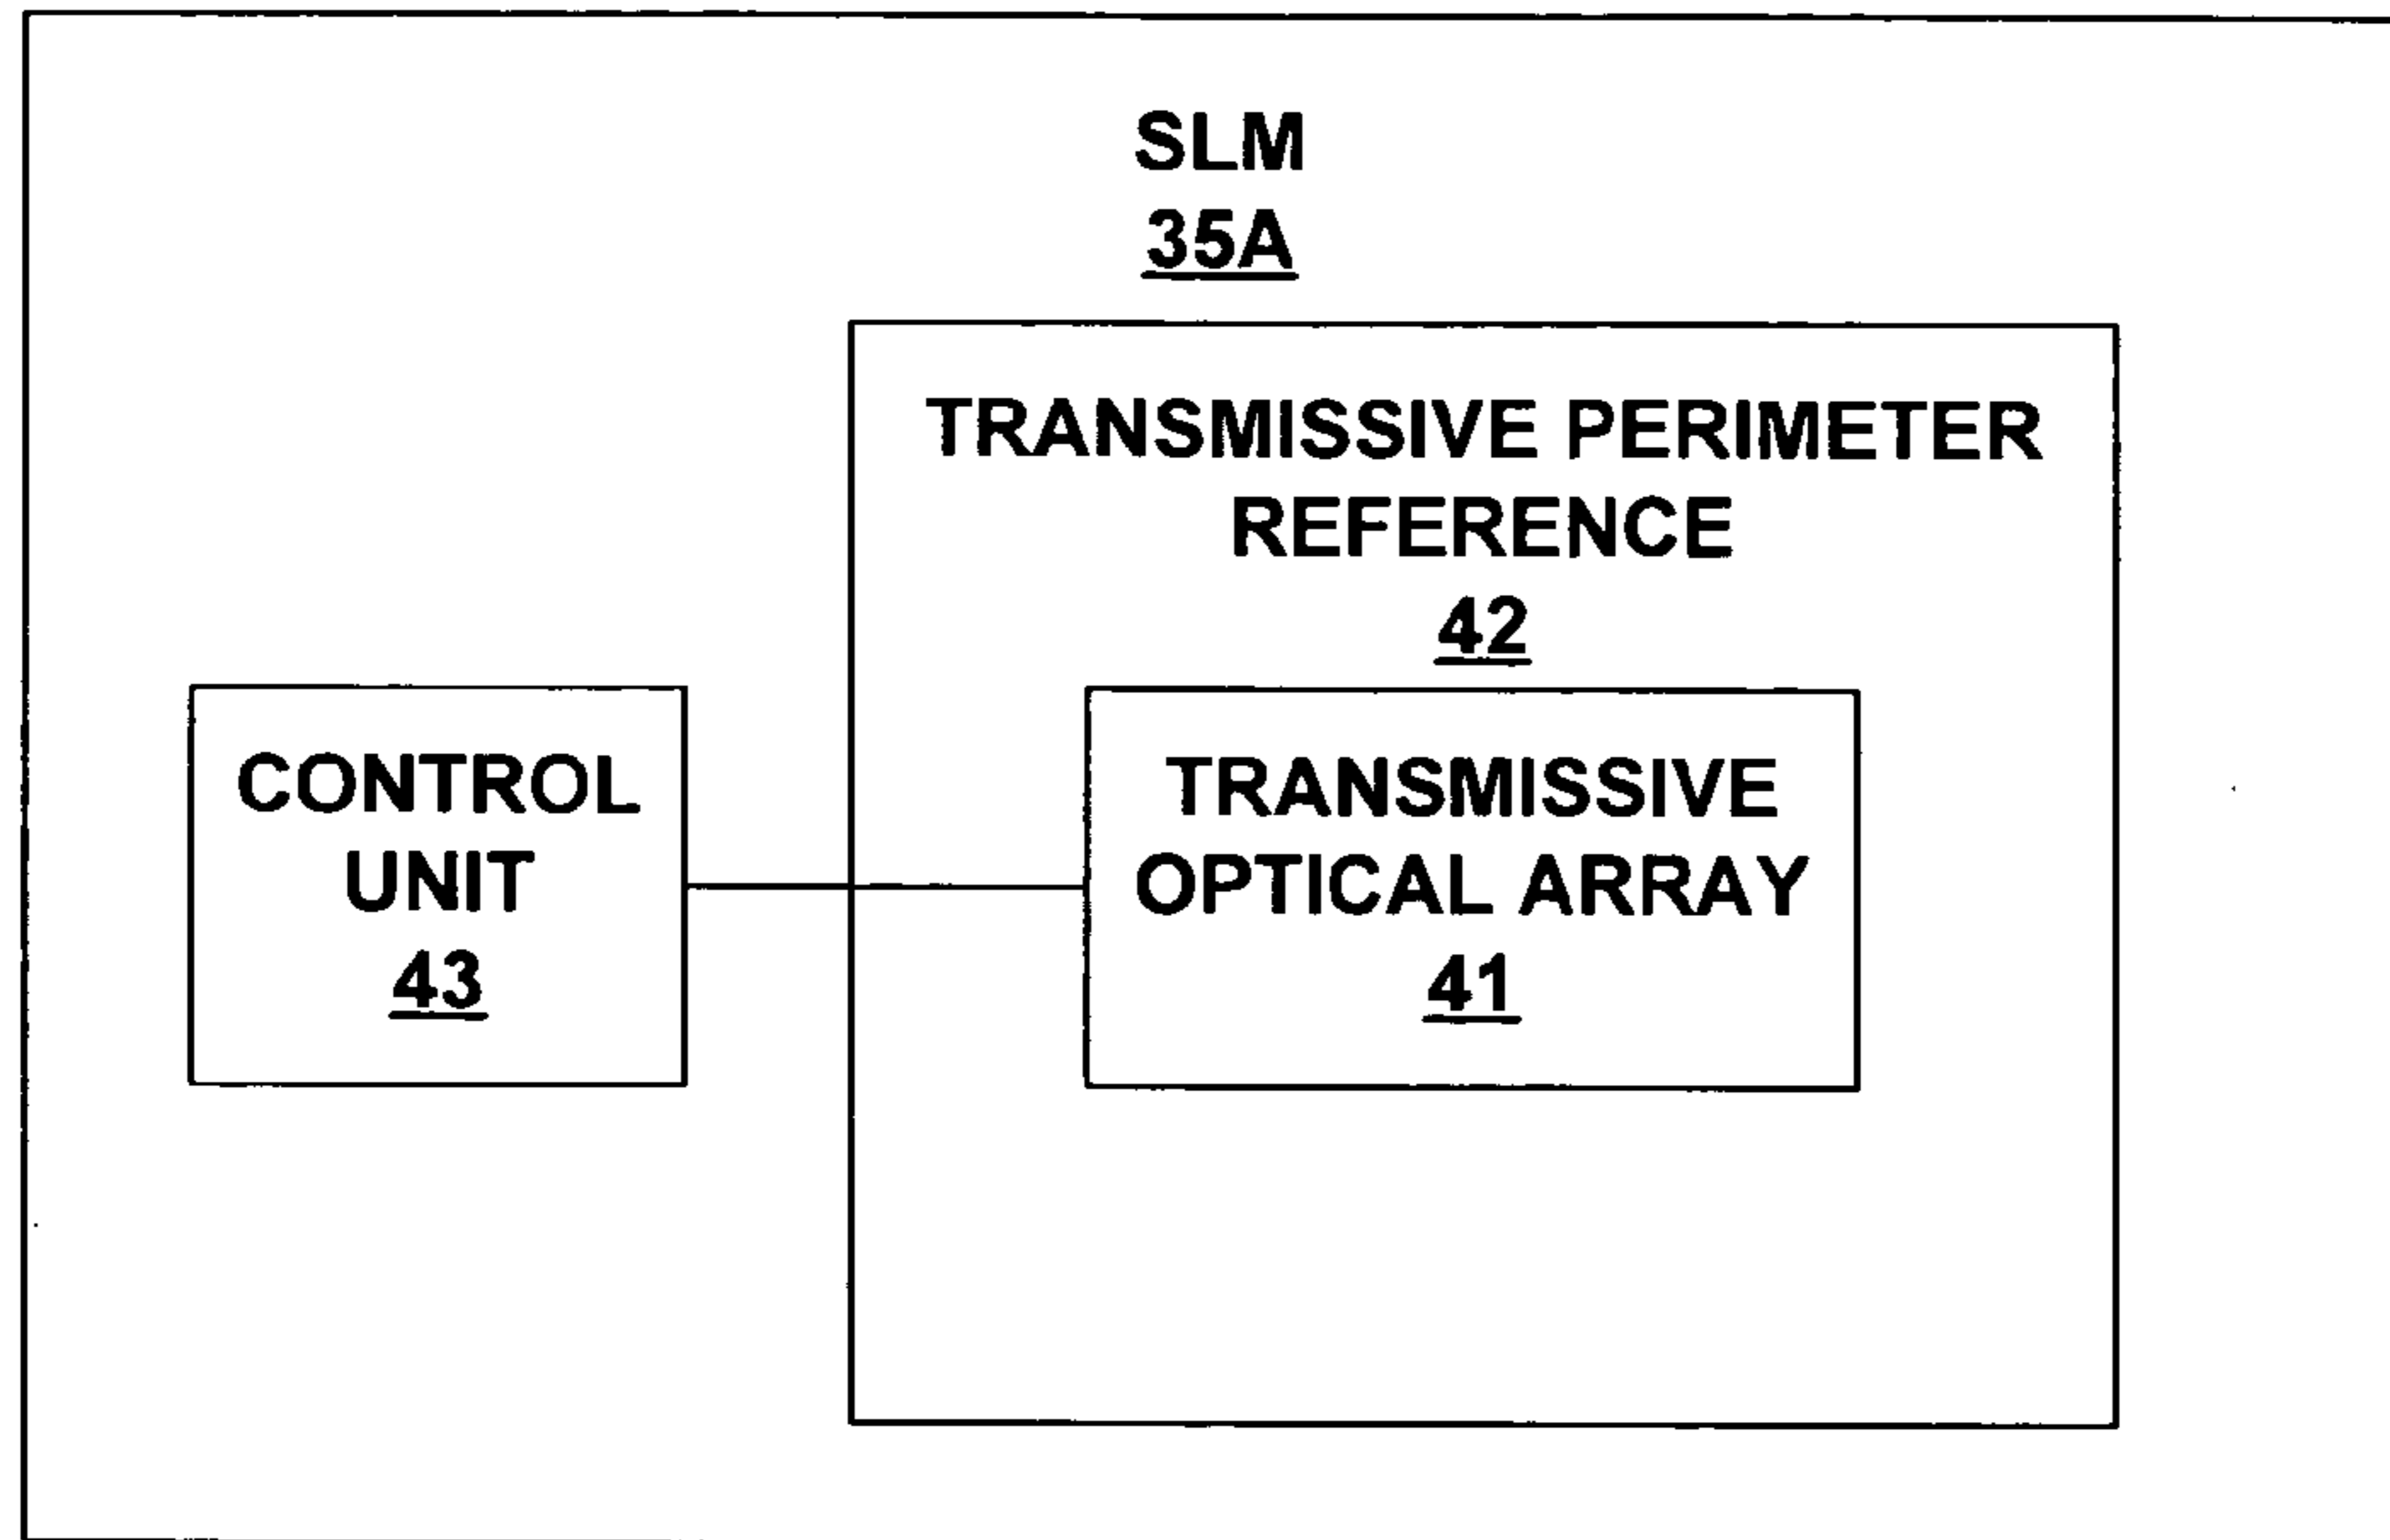 SLM
35A
TRANSMISSIVE PERIMETER
REFERENCE
42
CONTROL
UNIT
43
TRANSMISSIVE
OPTICAL ARRAY
41